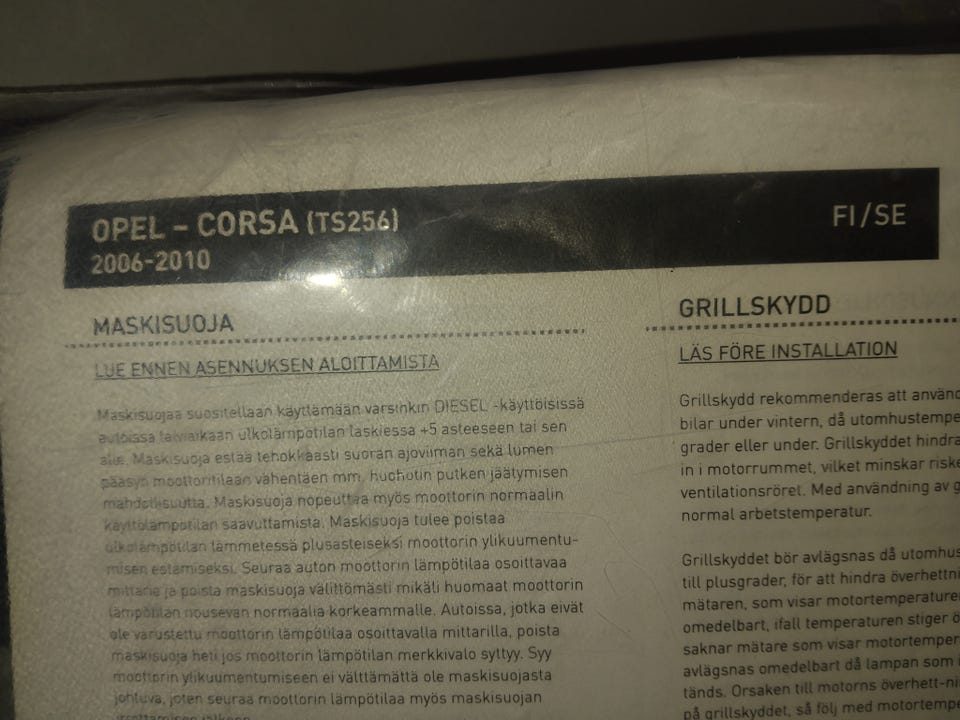 OPEL – CORSA (TS256)
2006-2010
FI/SE
MASKISUOJA
LUE ENNEN ASENNUKSEN ALOITTAMISTA
Maskisuojaa suositellaan käyttämään varsinkin DIESEL -käyttöisissä
autoissa talviaikaan ulkolämpötilan laskiessa +5 asteeseen tai sen
alle. Maskisuoja estää tehokkaasti suoran ajoviiman sekä lumen
pääsyn moottoritilaan vähentäen mm. huohotin putken jäätymisen
mahdollisuutta. Maskisuoja nopeuttaa myös moottorin normaalin
käyttölämpötilan saavuttamista. Maskisuoja tulee poistaa
ulkolämpötilan lämmetessä plusasteiseksi moottorin ylikuumentu-
misen estämiseksi. Seuraa auton moottorin lämpötilaa osoittavaa
mittaria ja poista maskisuoja välittömästi mikäli huomaat moottorin
lämpötilan nousevan normaalia korkeammalle. Autoissa, jotka eivät
ole varustettu moottorin lämpötilaa osoittavalla mittarilla, poista
maskisuoja heti jos moottorin lämpötilan merkkivalo syttyy. Syy
moottorin ylikuumentumiseen ei välttämättä ole maskisuojasta
johtuva, joten seuraa moottorin lämpötilaa myös maskisuojan
irrottamisen jälkeen.
GRILLSKYDD
LÄS FÖRE INSTALLATION
Grillskydd rekommenderas att använd
bilar under vintern, då utomhustempe
grader eller under. Grillskyddet hindra
in i motorrummet, vilket minskar riske
ventilationsröret. Med användning av g
normal arbetstemperatur.
Grillskyddet bör avlägsnas då utomhus
till plusgrader, för att hindra överhettni
mätaren, som visar motortemperature
omedelbart, ifall temperaturen stiger ö
saknar mätare som visar motortemper
avlägsnas omedelbart då lampan som i
tänds. Orsaken till motorns överhett-ni
på grillskyddet, så följ med motortempe